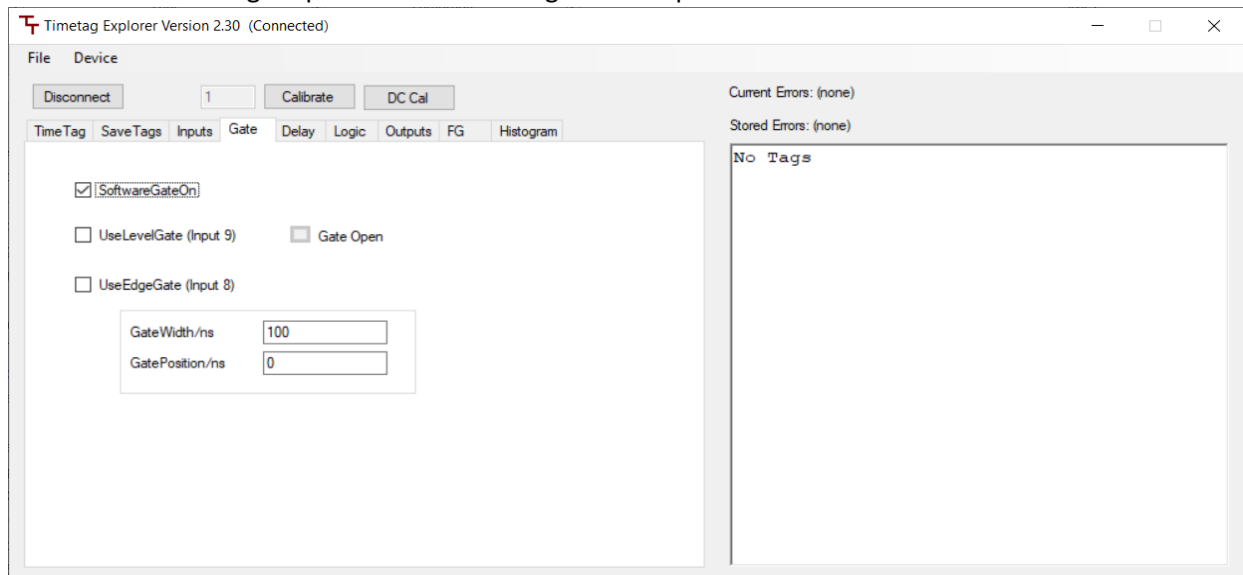 Timetag Explorer Version 2.30 (Connected)
File Device
Disconnect 1 Calibrate DC Cal
TimeTag SaveTags Inputs Gate Delay Logic Outputs FG Histogram
SoftwareGateOn
UseLevelGate (Input 9) Gate Open
UseEdgeGate (Input 8)
GateWidth/ns 100
GatePosition/ns 0
Current Errors: (none)
Stored Errors: (none)
No Tags